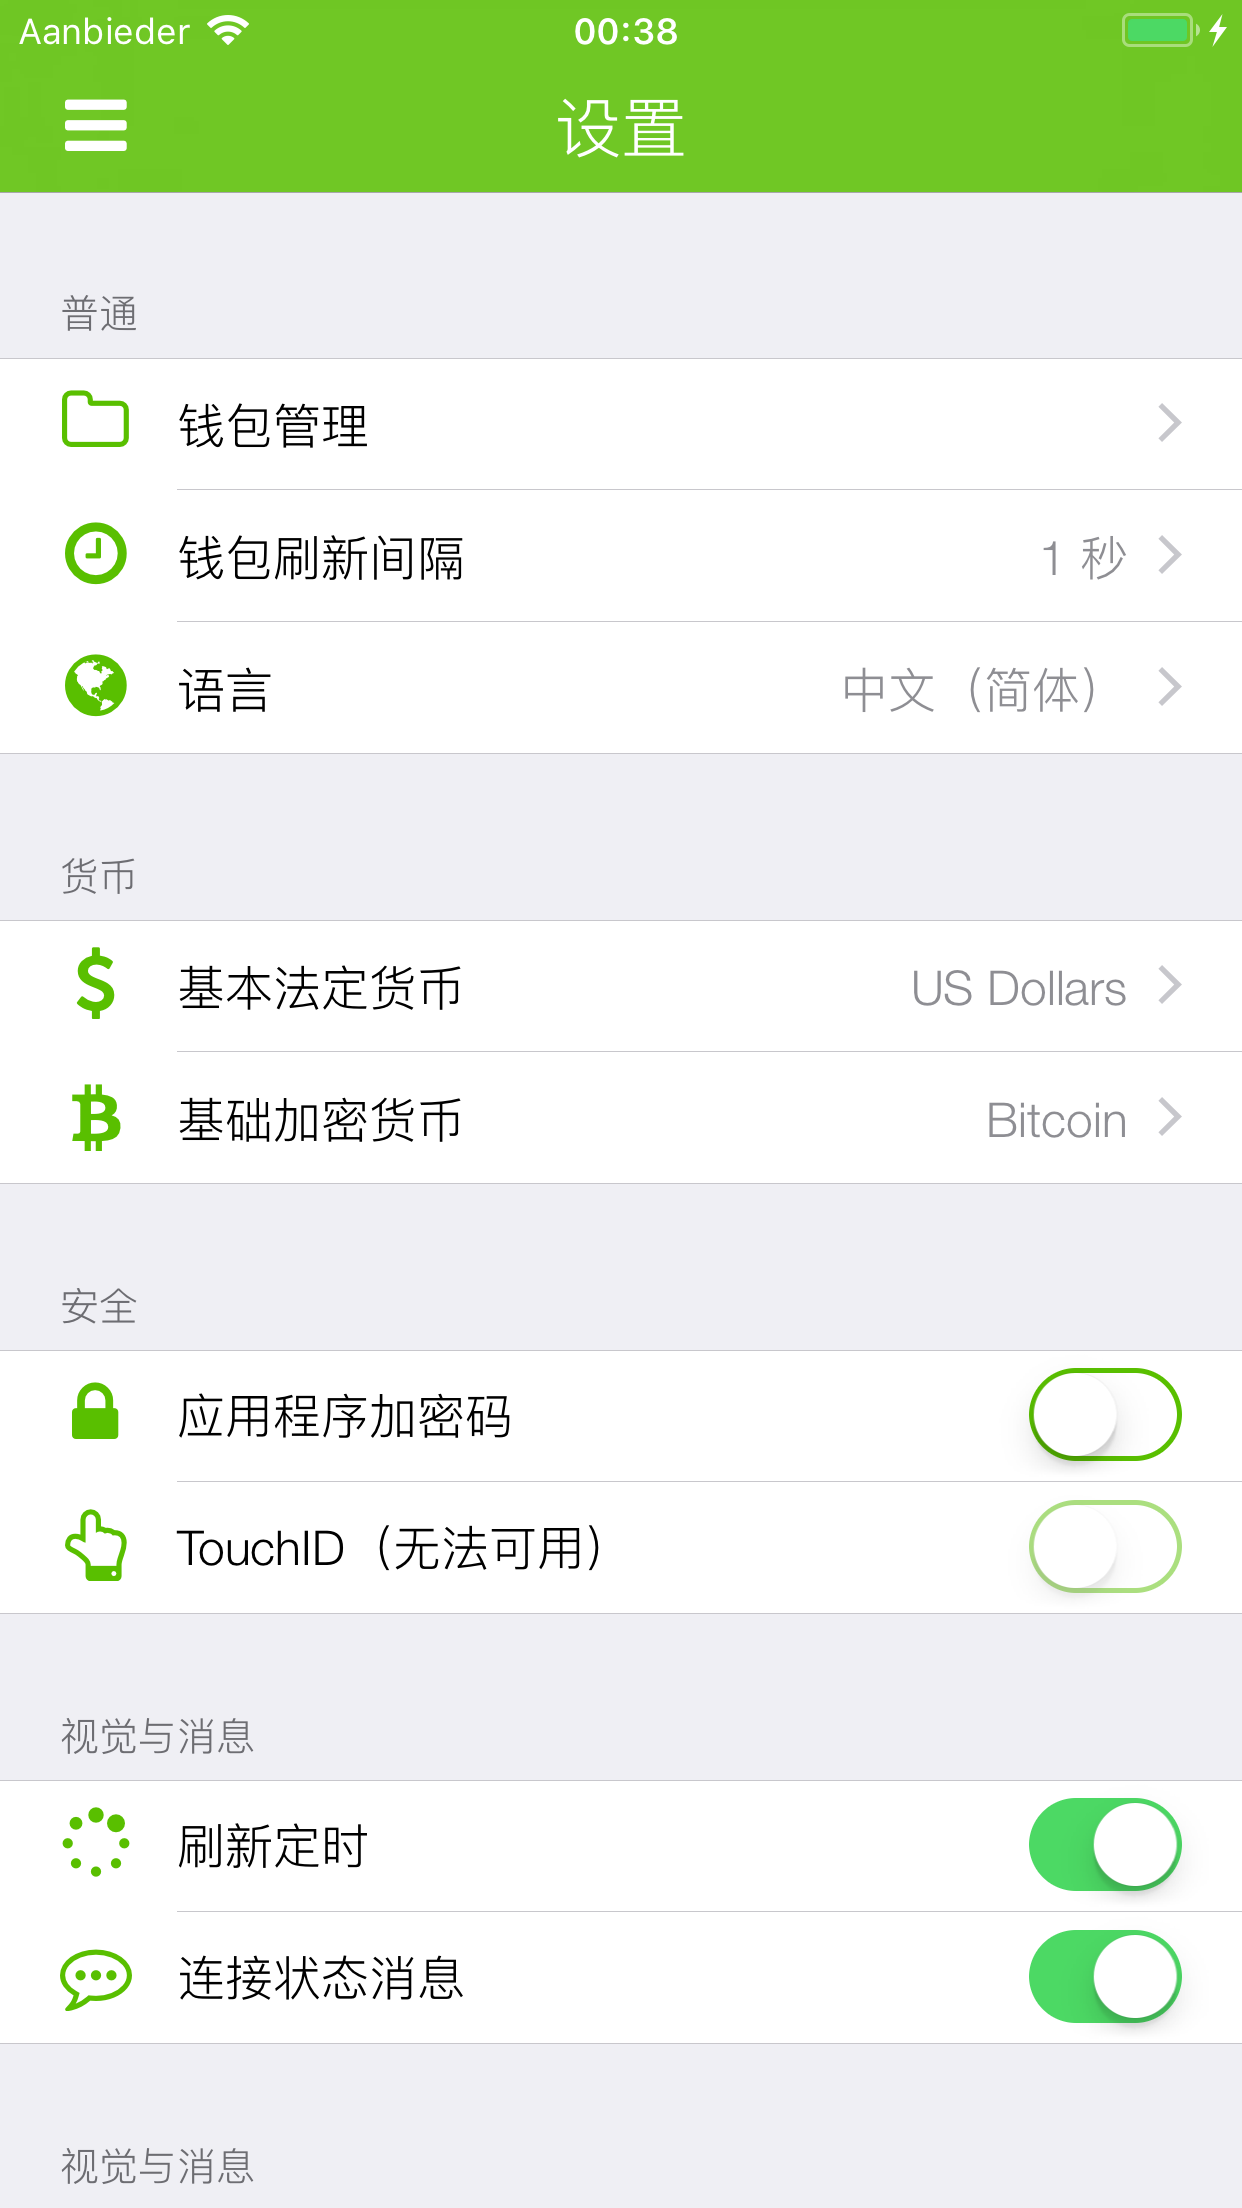 Aanbieder 00:38
设置
普通
钱包管理
钱包刷新间隔 1 秒
语言 中文（简体）
货币
基本法定货币 US Dollars
基础加密货币 Bitcoin
安全
应用程序加密码
TouchID（无法可用）
视觉与消息
刷新定时
连接状态消息
视觉与消息